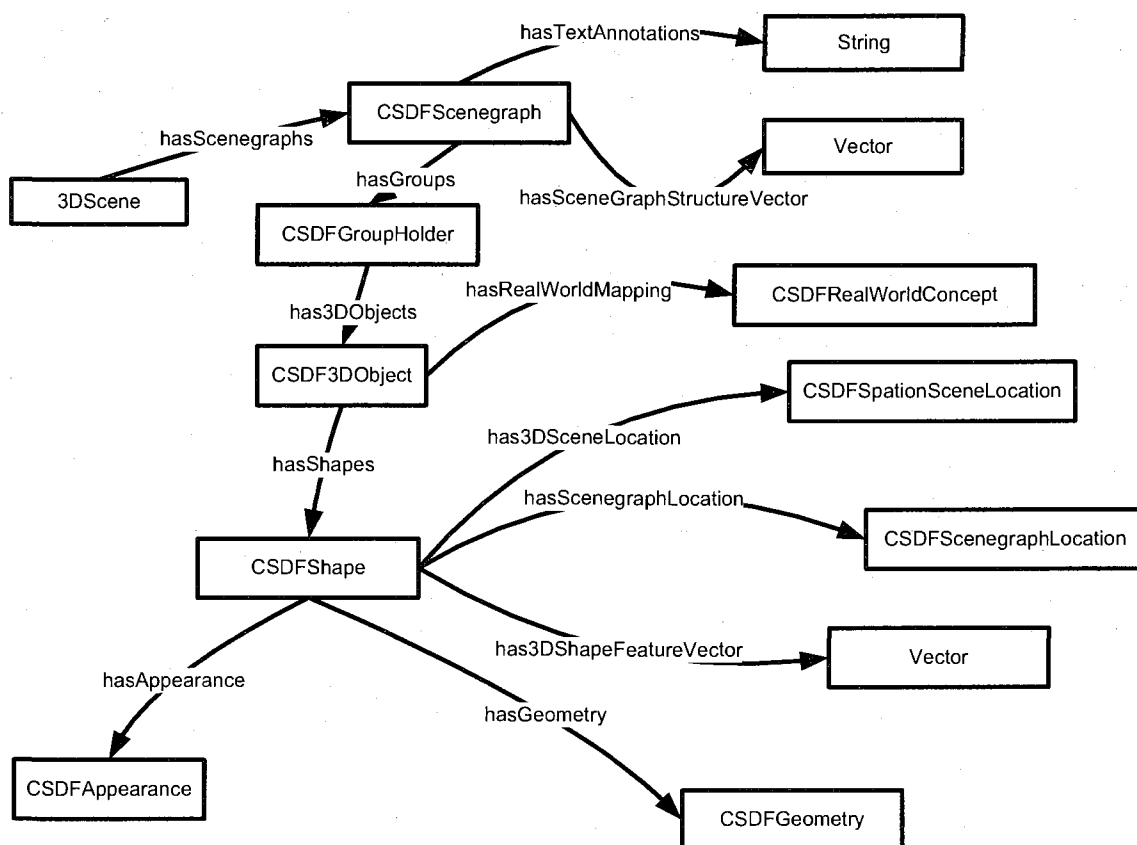 hasTextAnnotations
String
CSDFScenegraph
hasScenegraphs
Vector
hasGroups
3DScene
hasSceneGraphStructureVector
CSDFGroupHolder
hasRealWorldMapping
CSDFRealWorldConcept
has3DObjects
CSDF3DObject
CSDFSpationSceneLocation
has3DSceneLocation
hasShapes
hasScenegraphLocation
CSDFScenegraphLocation
CSDFShape
has3DShapeFeatureVector
Vector
hasAppearance
hasGeometry
CSDFAppearance
CSDFGeometry